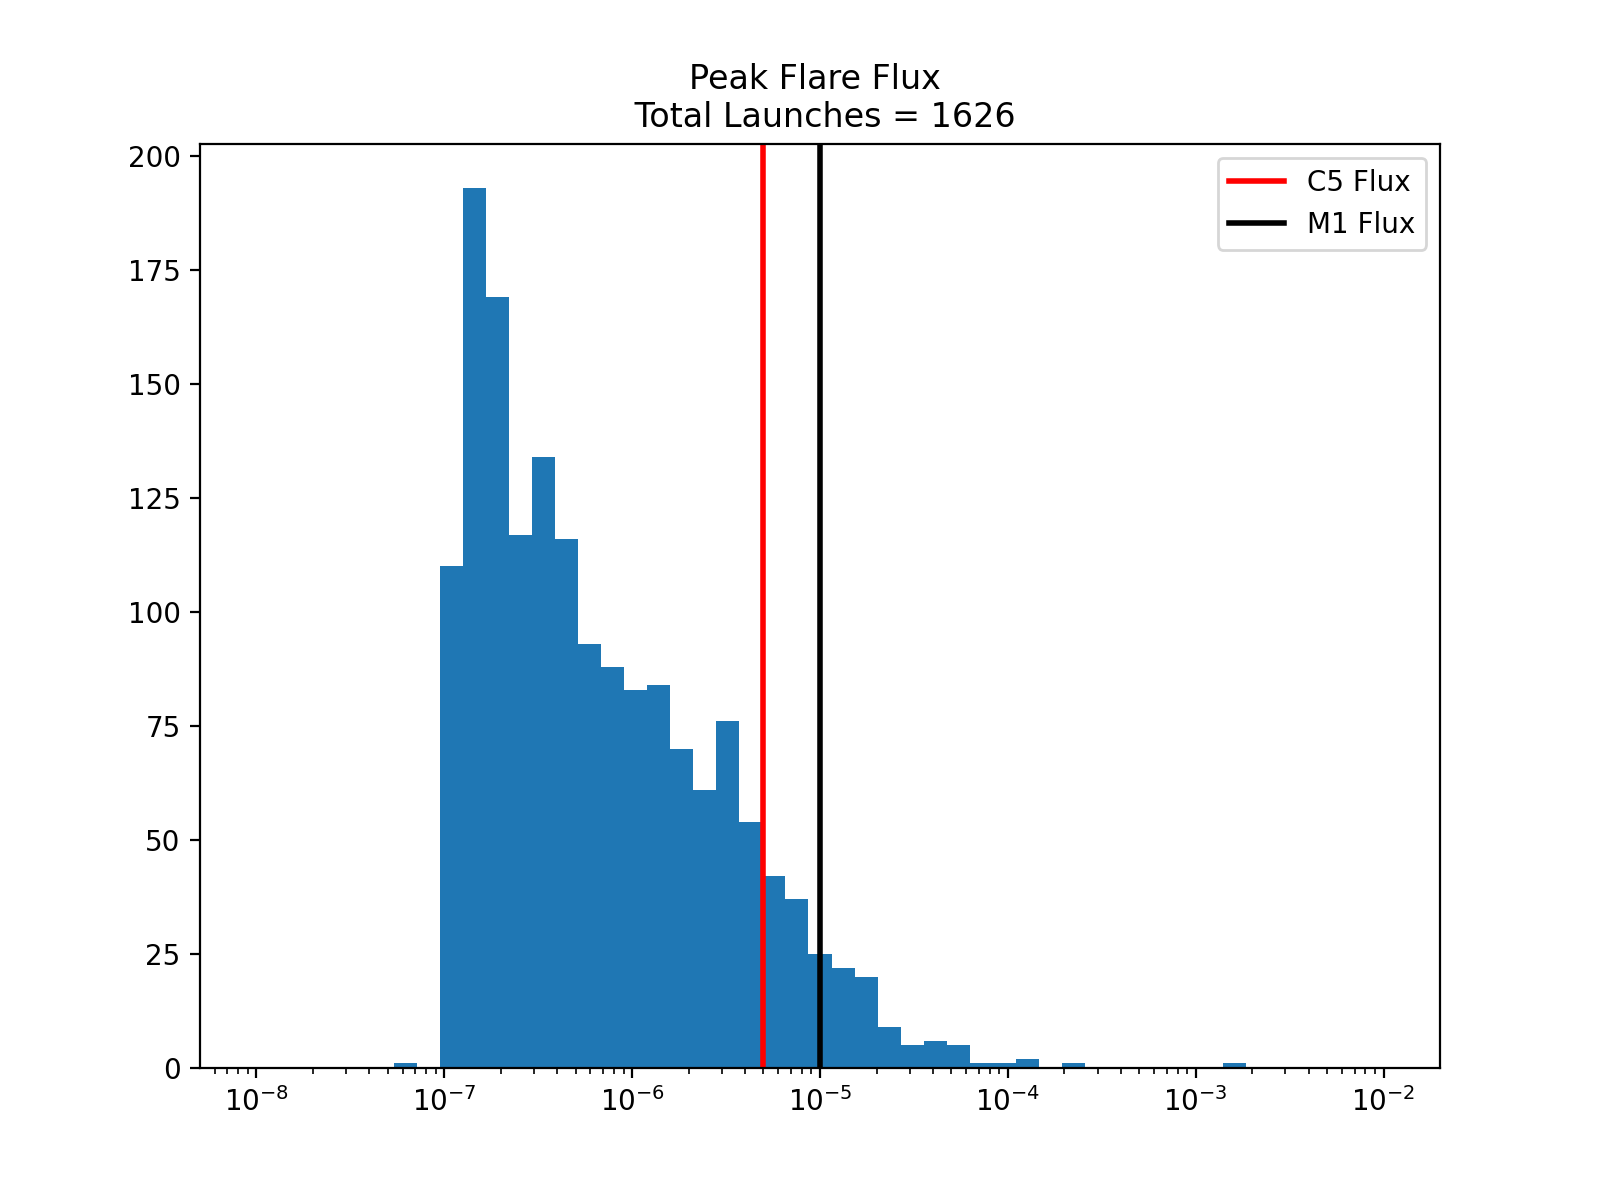 Peak Flare Flux
Total Launches = 1626
C5 Flux
M1 Flux
200
175
150
125
100
75
50
25
0
10⁻⁸ 10⁻⁷ 10⁻⁶ 10⁻⁵ 10⁻⁴ 10⁻³ 10⁻²